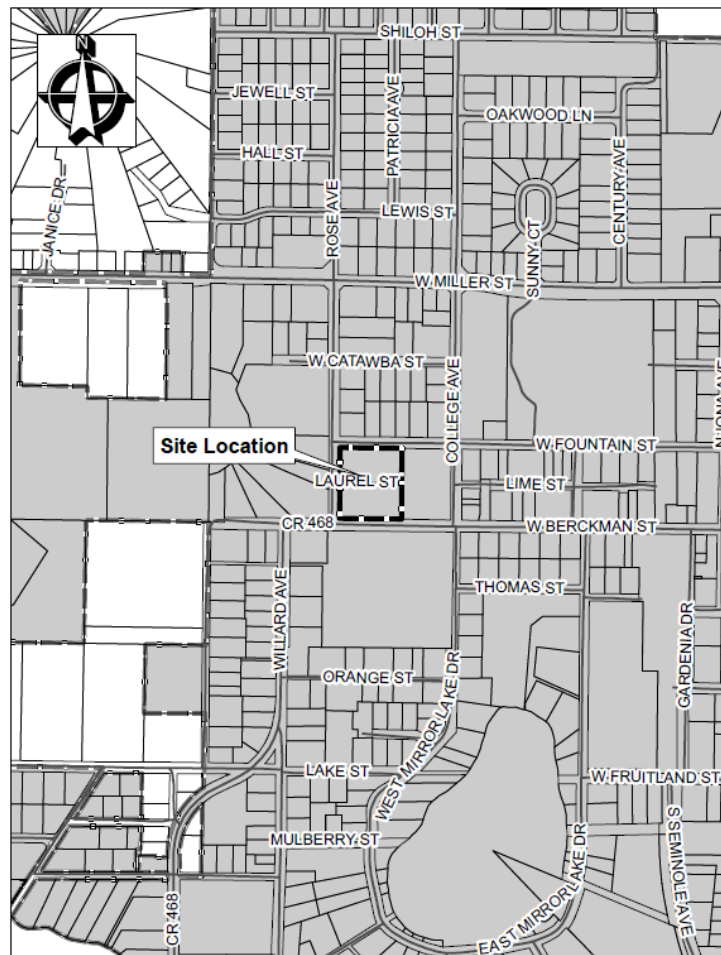 SHILOH ST
N
JEWELL ST
PATRICIA AVE
OAKWOOD LN
HALL ST
CENTURY AVE
JANICE DR
ROSE AVE
LEWIS ST
SUNNY CT
W MILLER ST
W CATAWBA ST
COLLEGE AVE
N IONA AVE
Site Location
W FOUNTAIN ST
LAUREL ST
LIME ST
CR 468
W BERCKMAN ST
WILLARD AVE
THOMAS ST
GARDENIA DR
ORANGE ST
WEST MIRROR LAKE DR
LAKE ST
W FRUITLAND ST
MULBERRY ST
S SEMINOLE AVE
CR 468
EAST MIRROR LAKE DR